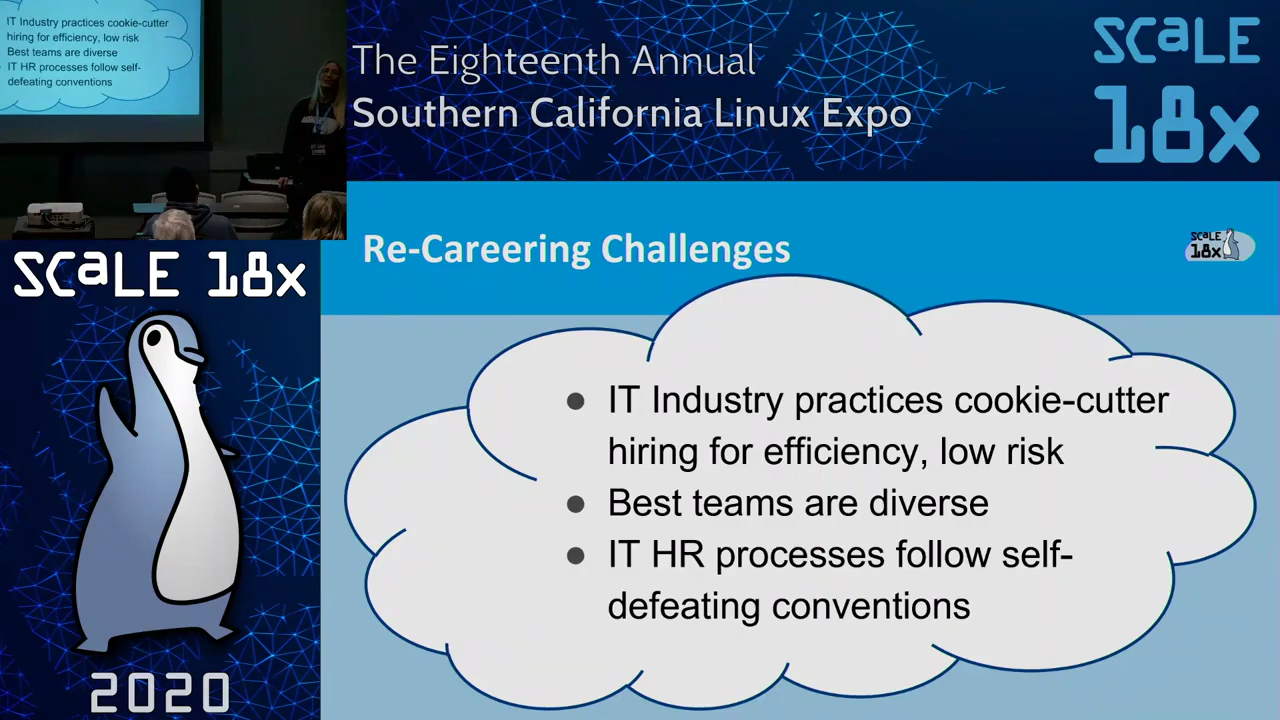 IT Industry practices cookie-cutter
hiring for efficiency, low risk
Best teams are diverse
IT HR processes follow self-
defeating conventions
The Eighteenth Annual
Southern California Linux Expo
SCaLE
18x
SCaLE 18x
2020
Re-Careering Challenges
SCaLE
18x
IT Industry practices cookie-cutter
hiring for efficiency, low risk
Best teams are diverse
IT HR processes follow self-
defeating conventions